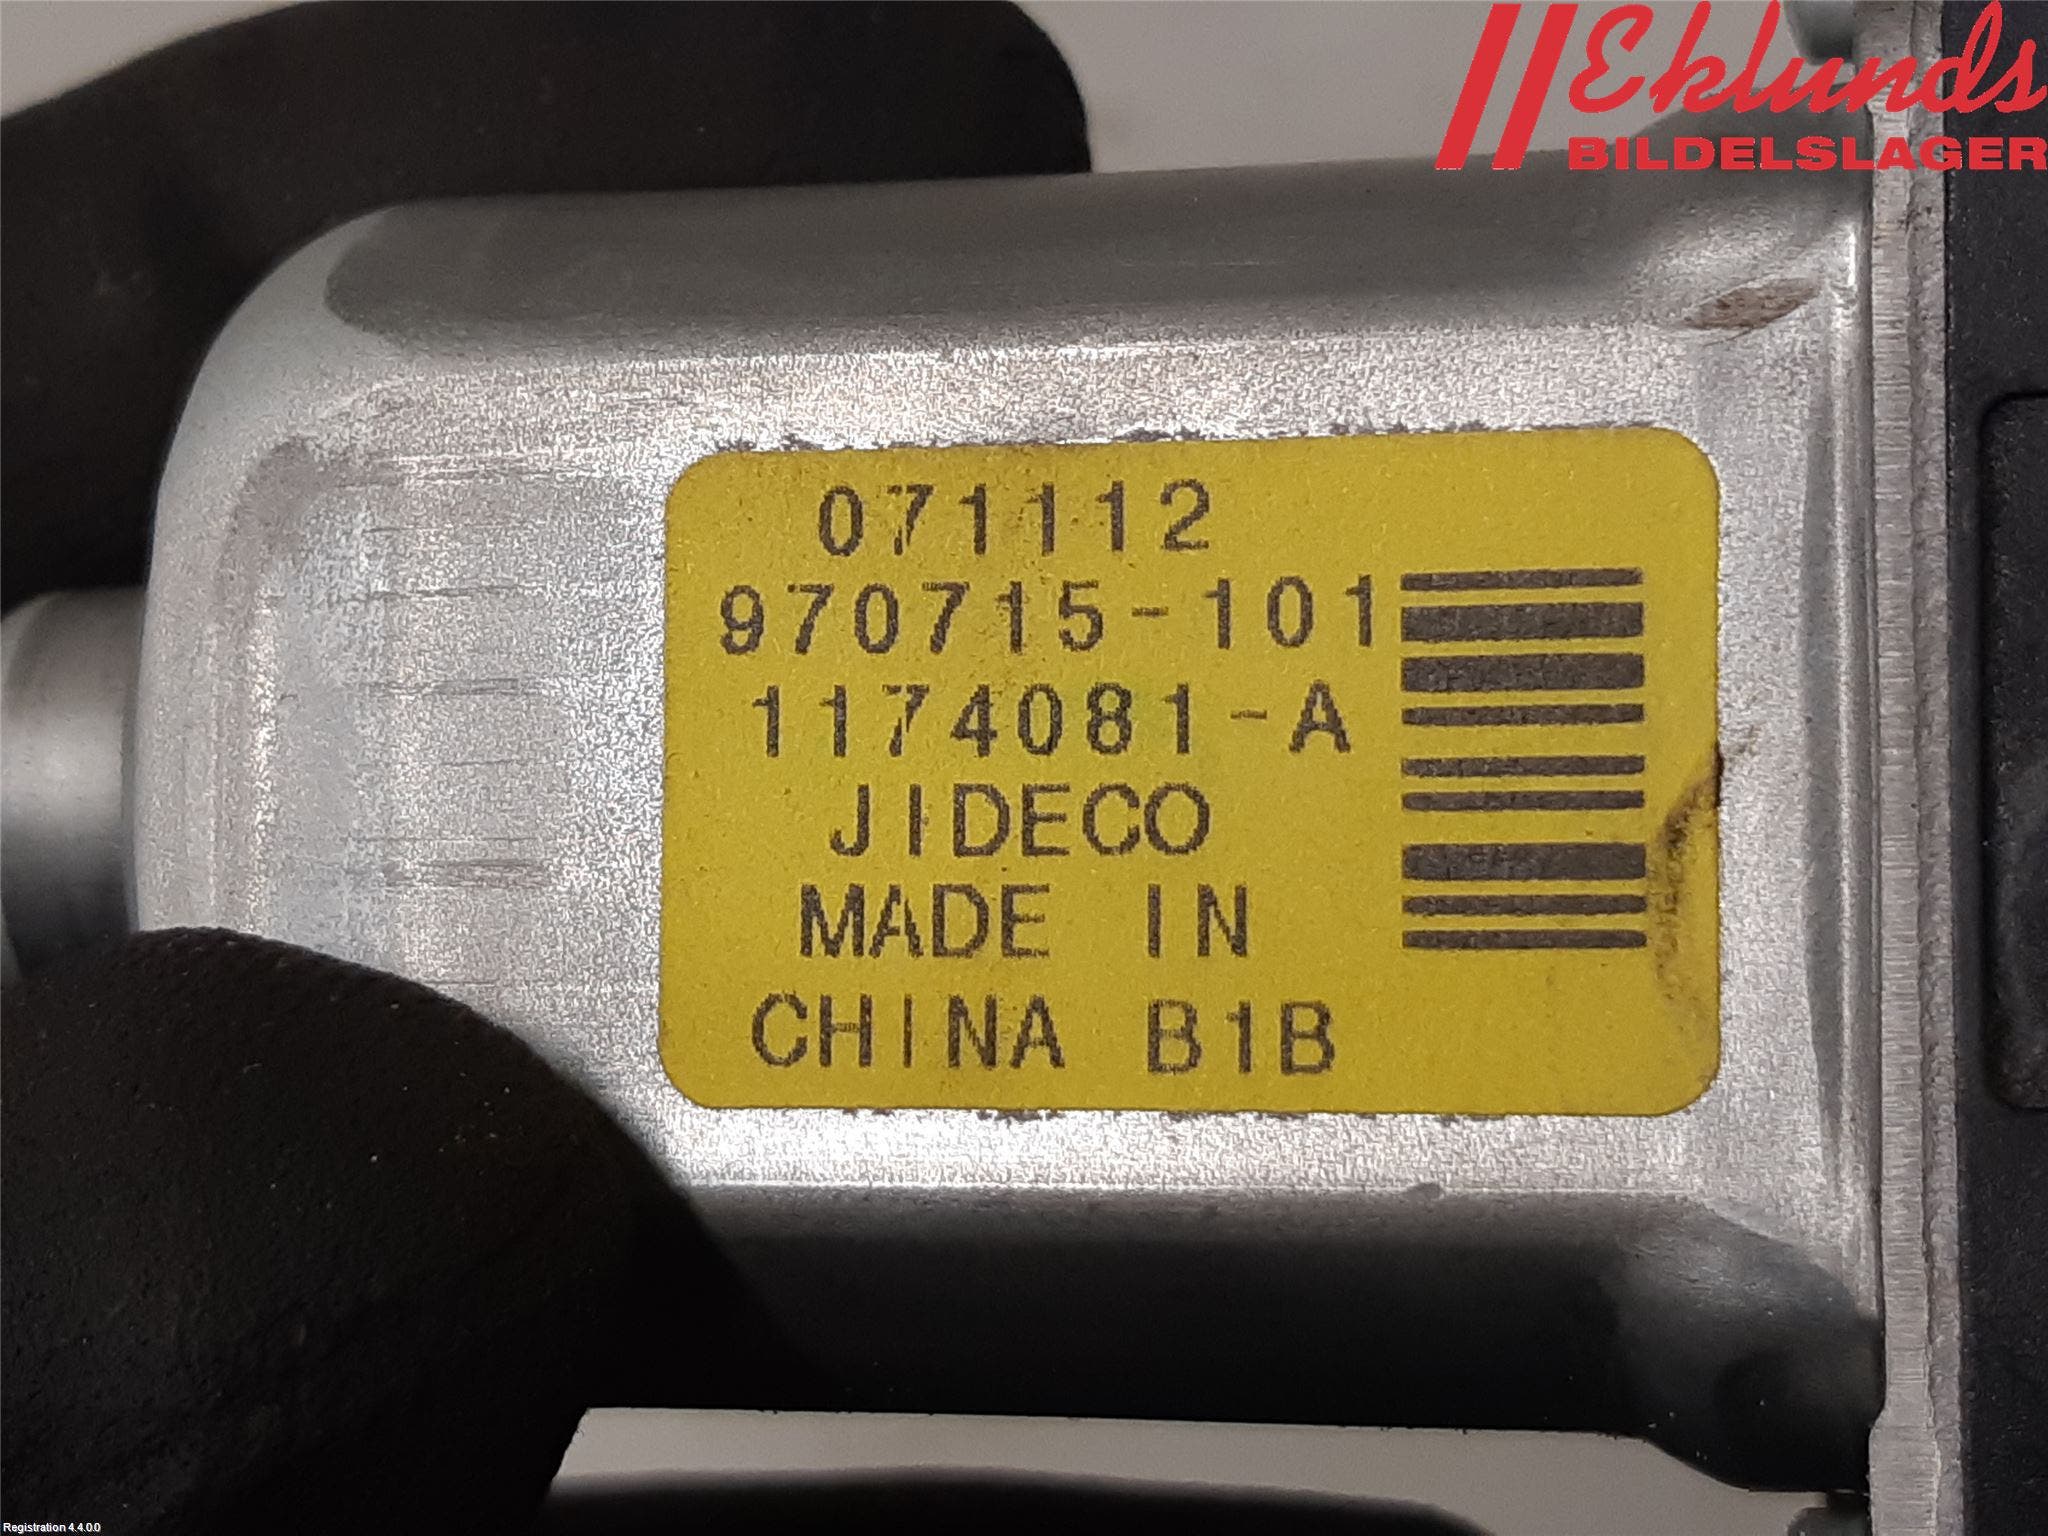 Eklunds
BILDELSLAGER
071112
970715-101
1174081-A
JIDECO
MADE IN
CHINA B1B
Registration 4.4.0.0